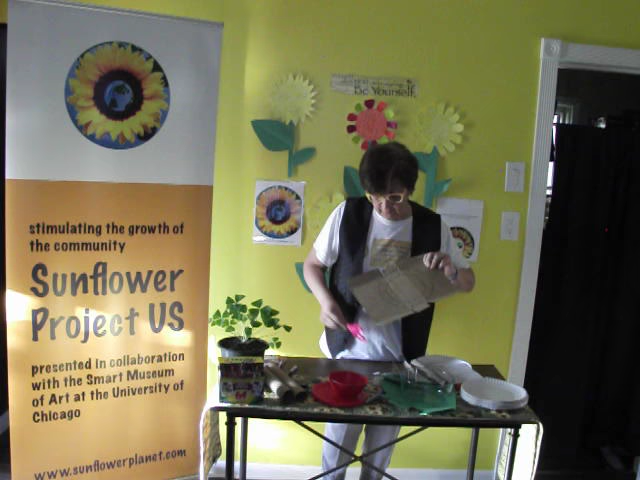 stimulating the growth of
the community
Sunflower
Project US
presented in collaboration
with the Smart Museum
of Art at the University of
Chicago
www.sunflowerplanet.com
Be Yourself.